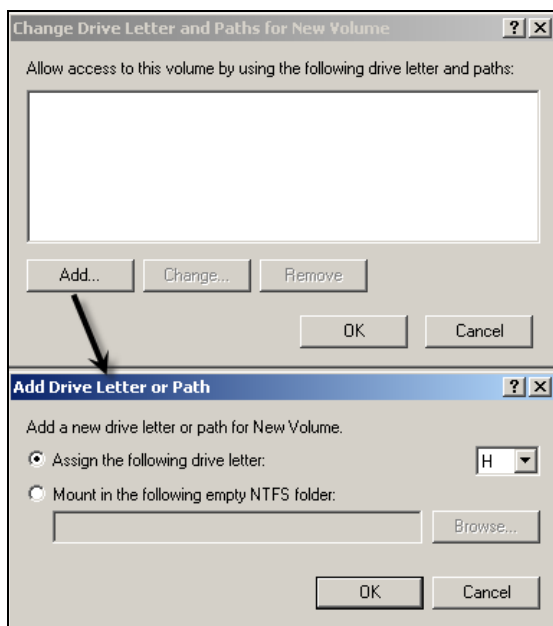 Change Drive Letter and Paths for New Volume
Allow access to this volume by using the following drive letter and paths:
Add... Change... Remove
OK Cancel
Add Drive Letter or Path
Add a new drive letter or path for New Volume.
Assign the following drive letter: H
Mount in the following empty NTFS folder:
Browse...
OK Cancel